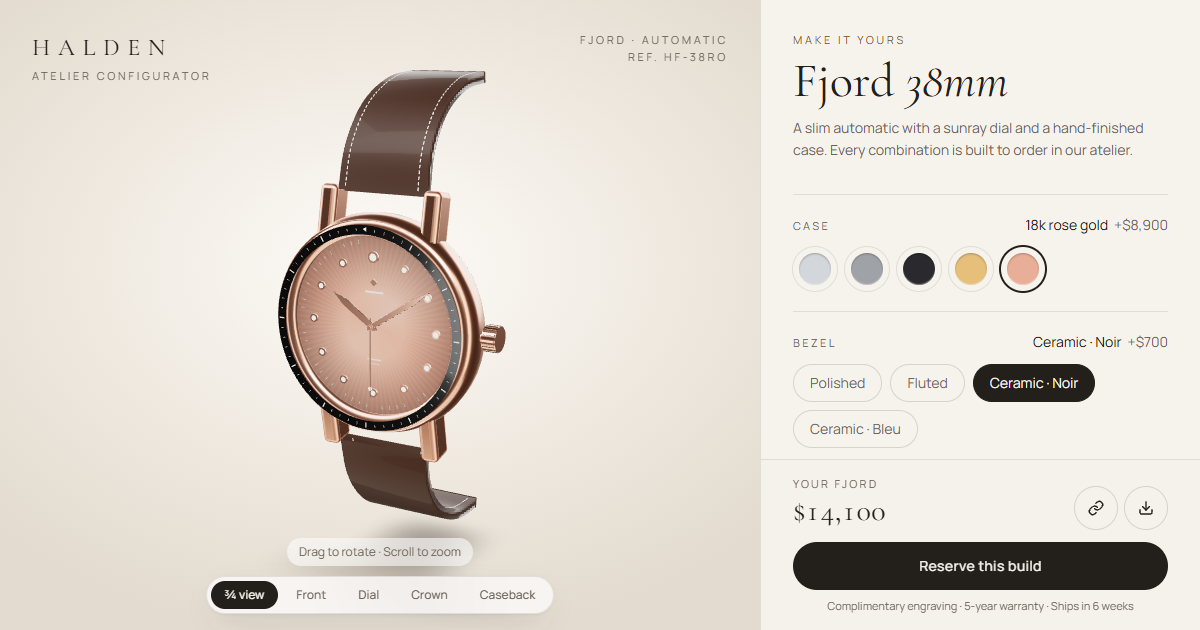 HALDEN
ATELIER CONFIGURATOR
FJORD · AUTOMATIC
REF. HF-38RO
Drag to rotate · Scroll to zoom
¾ view
Front
Dial
Crown
Caseback
MAKE IT YOURS
Fjord 38mm
A slim automatic with a sunray dial and a hand-finished
case. Every combination is built to order in our atelier.
CASE
18k rose gold +$8,900
BEZEL
Ceramic · Noir +$700
Polished
Fluted
Ceramic · Noir
Ceramic · Bleu
YOUR FJORD
$14,100
Reserve this build
Complimentary engraving · 5-year warranty · Ships in 6 weeks